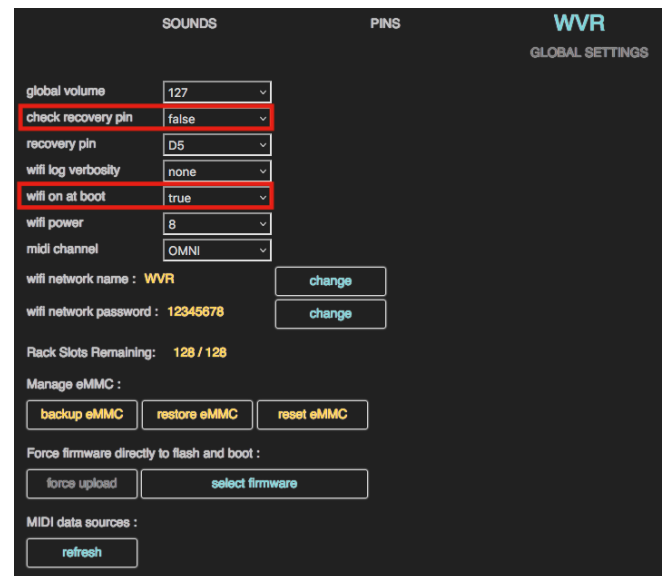 SOUNDS PINS WVR
GLOBAL SETTINGS
global volume 127
check recovery pin false
recovery pin D5
wifi log verbosity none
wifi on at boot true
wifi power 8
midi channel OMNI
wifi network name : WVR change
wifi network password : 12345678 change
Rack Slots Remaining: 128 / 128
Manage eMMC :
backup eMMC restore eMMC reset eMMC
Force firmware directly to flash and boot :
force upload select firmware
MIDI data sources :
refresh